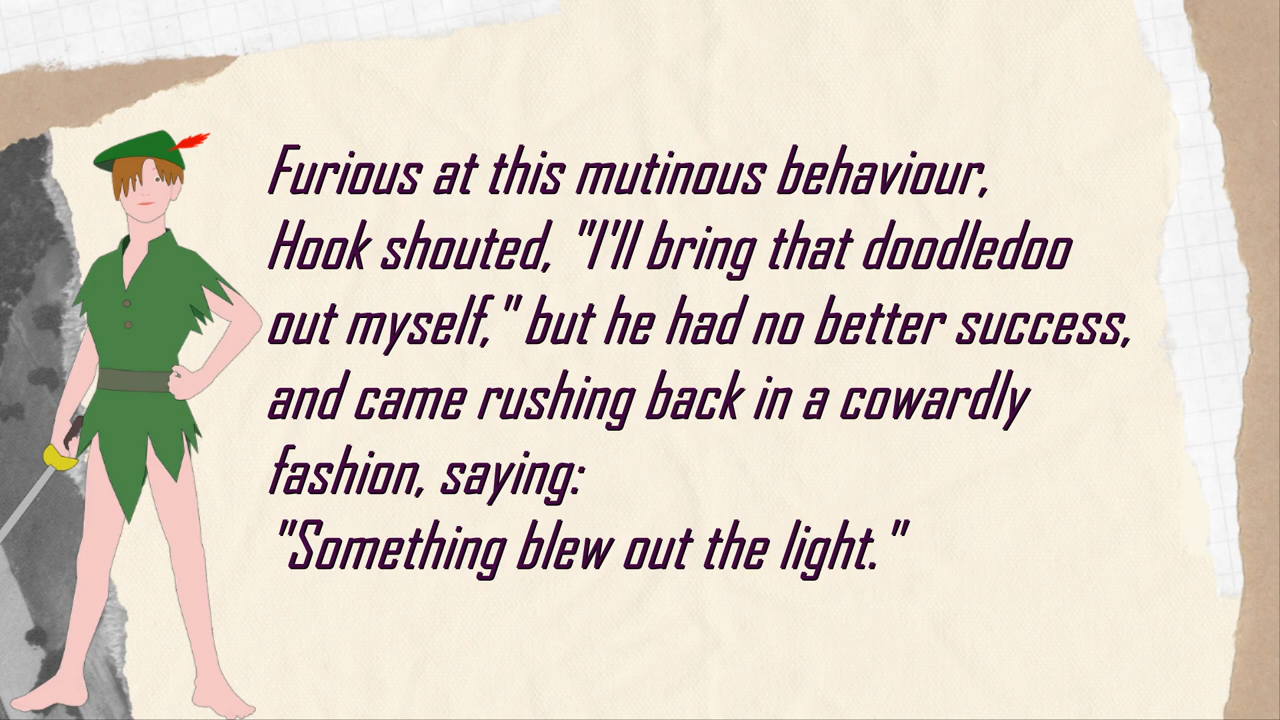 Furious at this mutinous behaviour,
Hook shouted, "I'll bring that doodledoo
out myself," but he had no better success,
and came rushing back in a cowardly
fashion, saying:
"Something blew out the light."